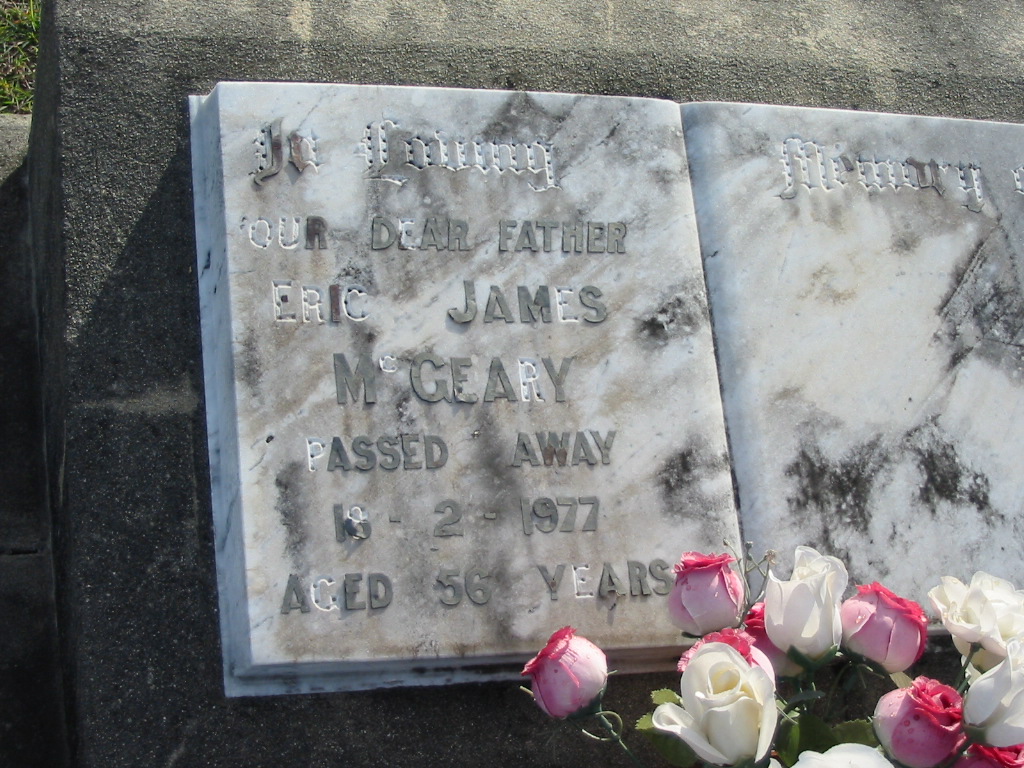 In Loving Memory
OUR DEAR FATHER
ERIC JAMES
McGEARY
PASSED AWAY
18 - 2 - 1977
AGED 56 YEARS